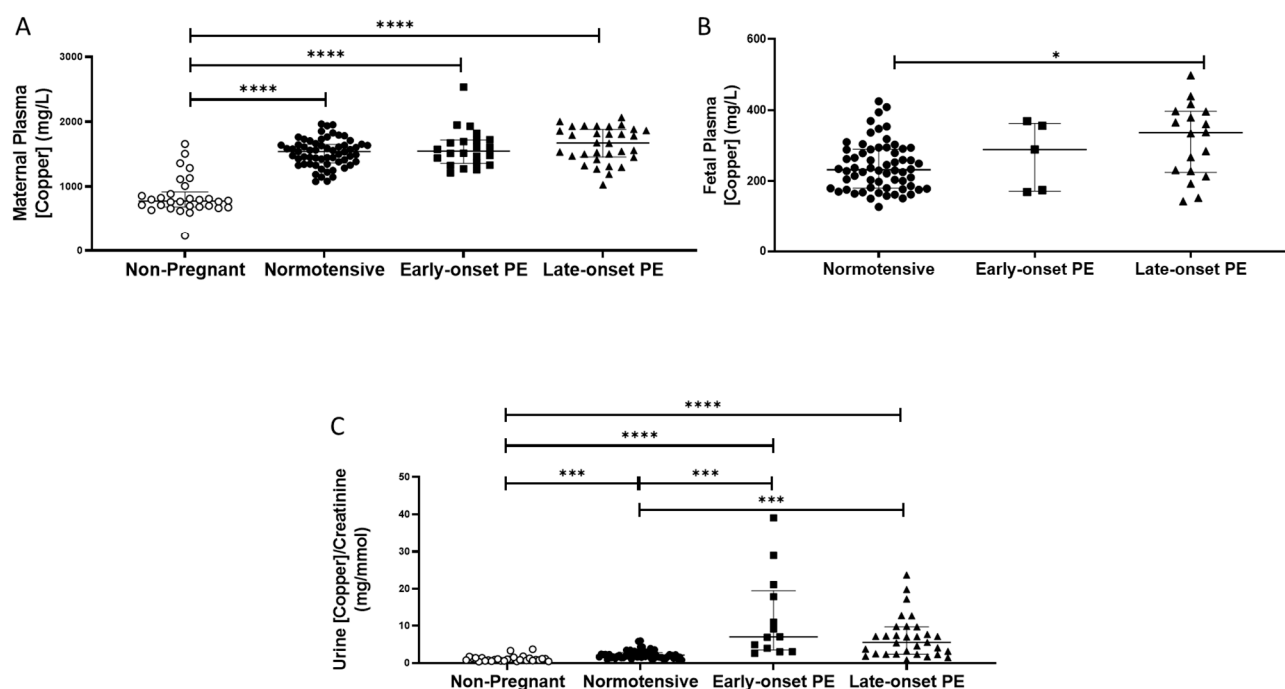 A
****
****
****
Maternal Plasma
[Copper] (mg/L)
3000
2000
1000
0
Non-Pregnant
Normotensive
Early-onset PE
Late-onset PE
B
*
Fetal Plasma
[Copper] (mg/L)
600
400
200
0
Normotensive
Early-onset PE
Late-onset PE
C
****
****
***
***
***
Urine [Copper]/Creatinine
(mg/mmol)
50
40
30
20
10
0
Non-Pregnant
Normotensive
Early-onset PE
Late-onset PE